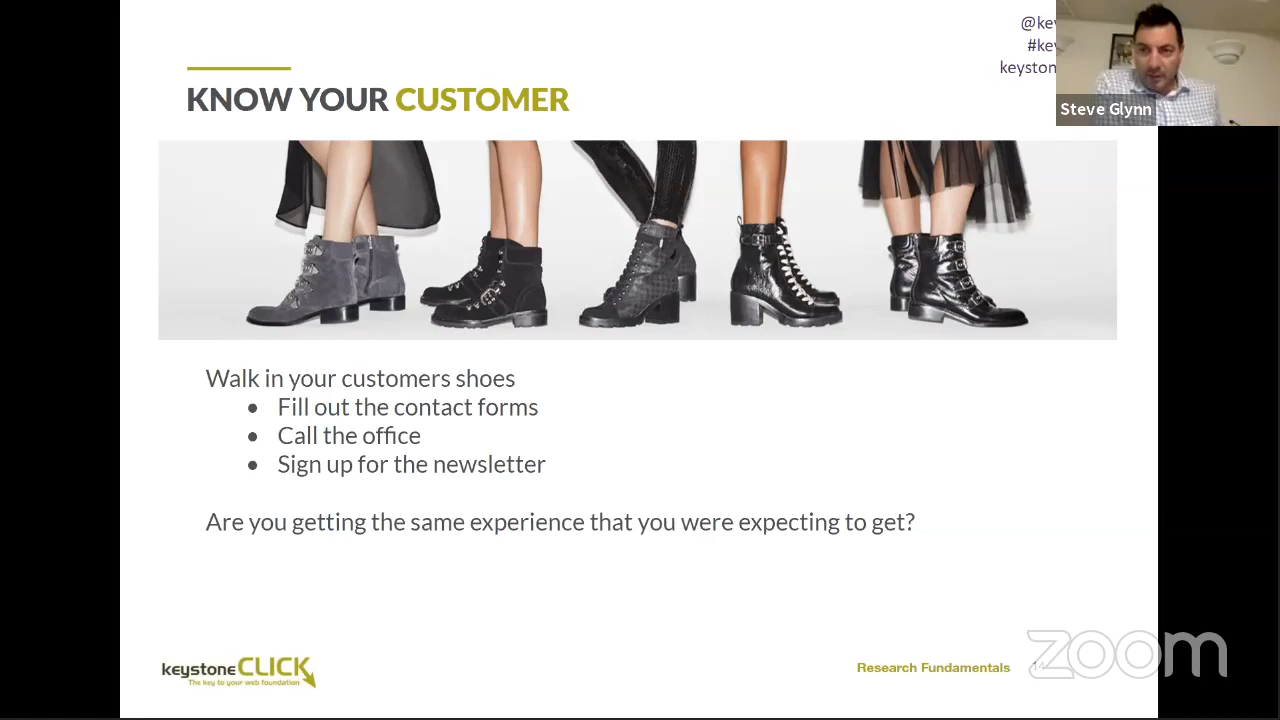 @key
#key
keyston
Steve Glynn
KNOW YOUR CUSTOMER
Walk in your customers shoes
● Fill out the contact forms
● Call the office
● Sign up for the newsletter
Are you getting the same experience that you were expecting to get?
keystoneCLICK
The key to your web foundation
Research Fundamentals
14
zoom